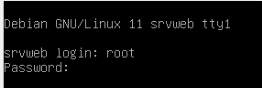 Debian GNU/Linux 11 srvweb tty1
srvweb login: root
Password: